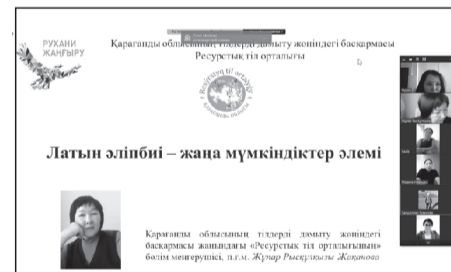 РУХАНИ
ЖАҢҒЫРУ
Қарағанды облысының тілдерді дамыту жөніндегі басқармасы
Ресурстық тіл орталығы
Латын әліпбиі – жаңа мүмкіндіктер әлемі
Қарағанды облысының тілдерді дамыту жөніндегі
басқармасы жанындағы «Ресурстық тіл орталығының»
бөлім меңгерушісі, п.ғ.м. Жұпар Рысқұлқызы Жақанова